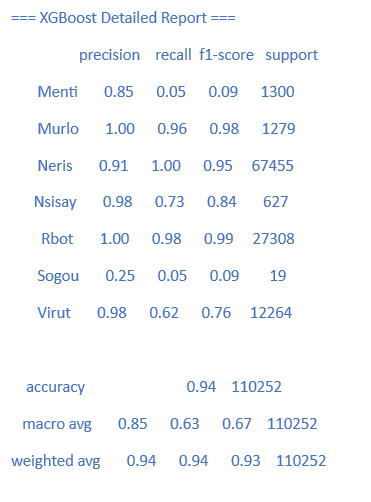 === XGBoost Detailed Report ===
precision recall f1-score support
Menti 0.85 0.05 0.09 1300
Murlo 1.00 0.96 0.98 1279
Neris 0.91 1.00 0.95 67455
Nsisay 0.98 0.73 0.84 627
Rbot 1.00 0.98 0.99 27308
Sogou 0.25 0.05 0.09 19
Virut 0.98 0.62 0.76 12264
accuracy 0.94 110252
macro avg 0.85 0.63 0.67 110252
weighted avg 0.94 0.94 0.93 110252